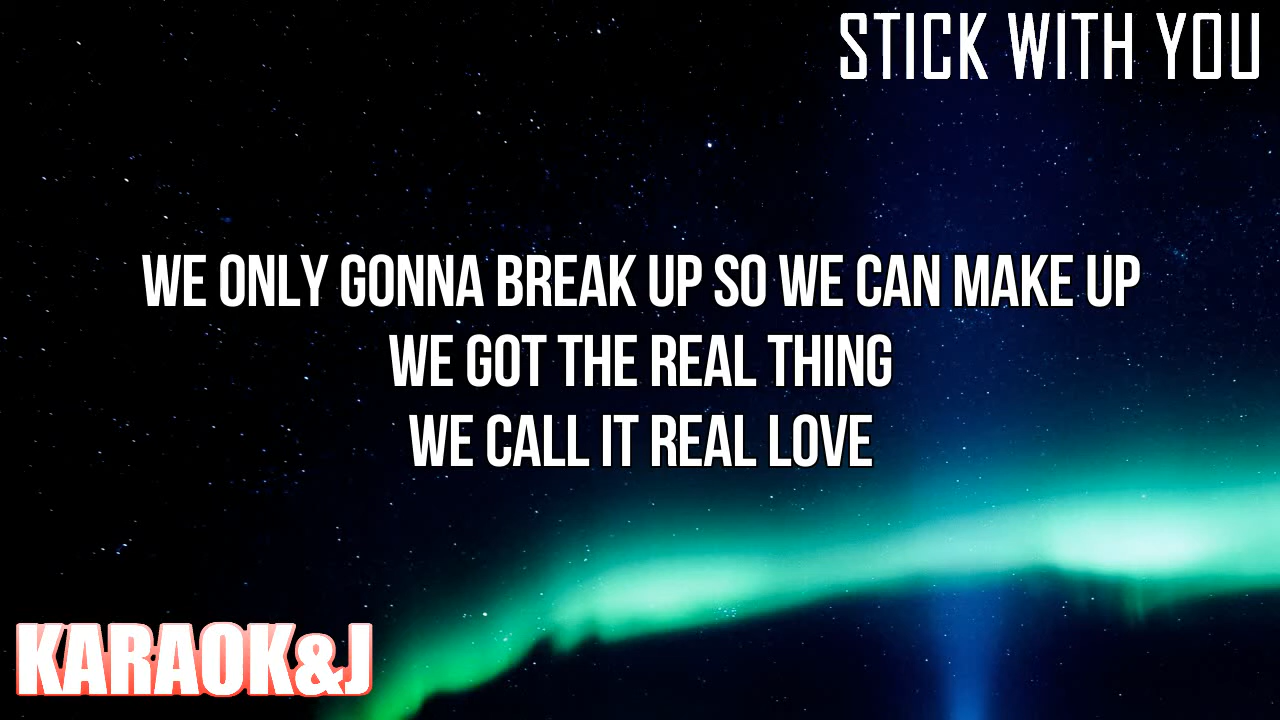 STICK WITH YOU
WE ONLY GONNA BREAK UP SO WE CAN MAKE UP
WE GOT THE REAL THING
WE CALL IT REAL LOVE
KARAOK&J